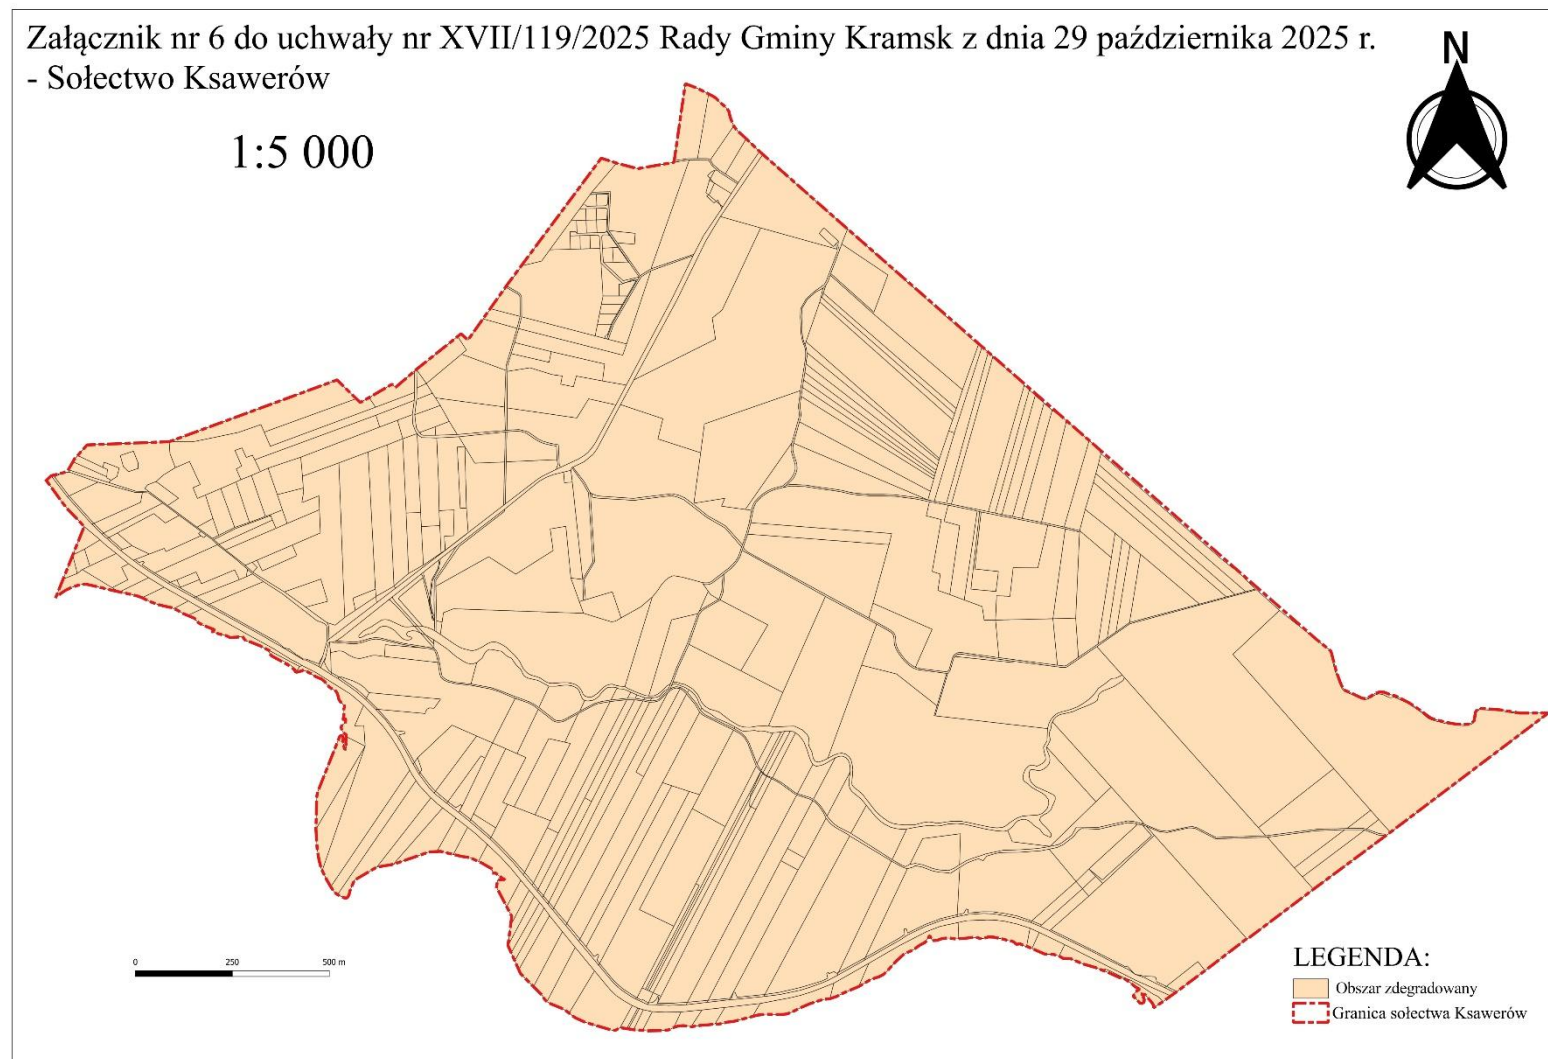 Załącznik nr 6 do uchwały nr XVII/119/2025 Rady Gminy Kramsk z dnia 29 października 2025 r.
- Sołectwo Ksawerów
N
1:5 000
0 250 500 m
LEGENDA:
Obszar zdegradowany
Granica sołectwa Ksawerów